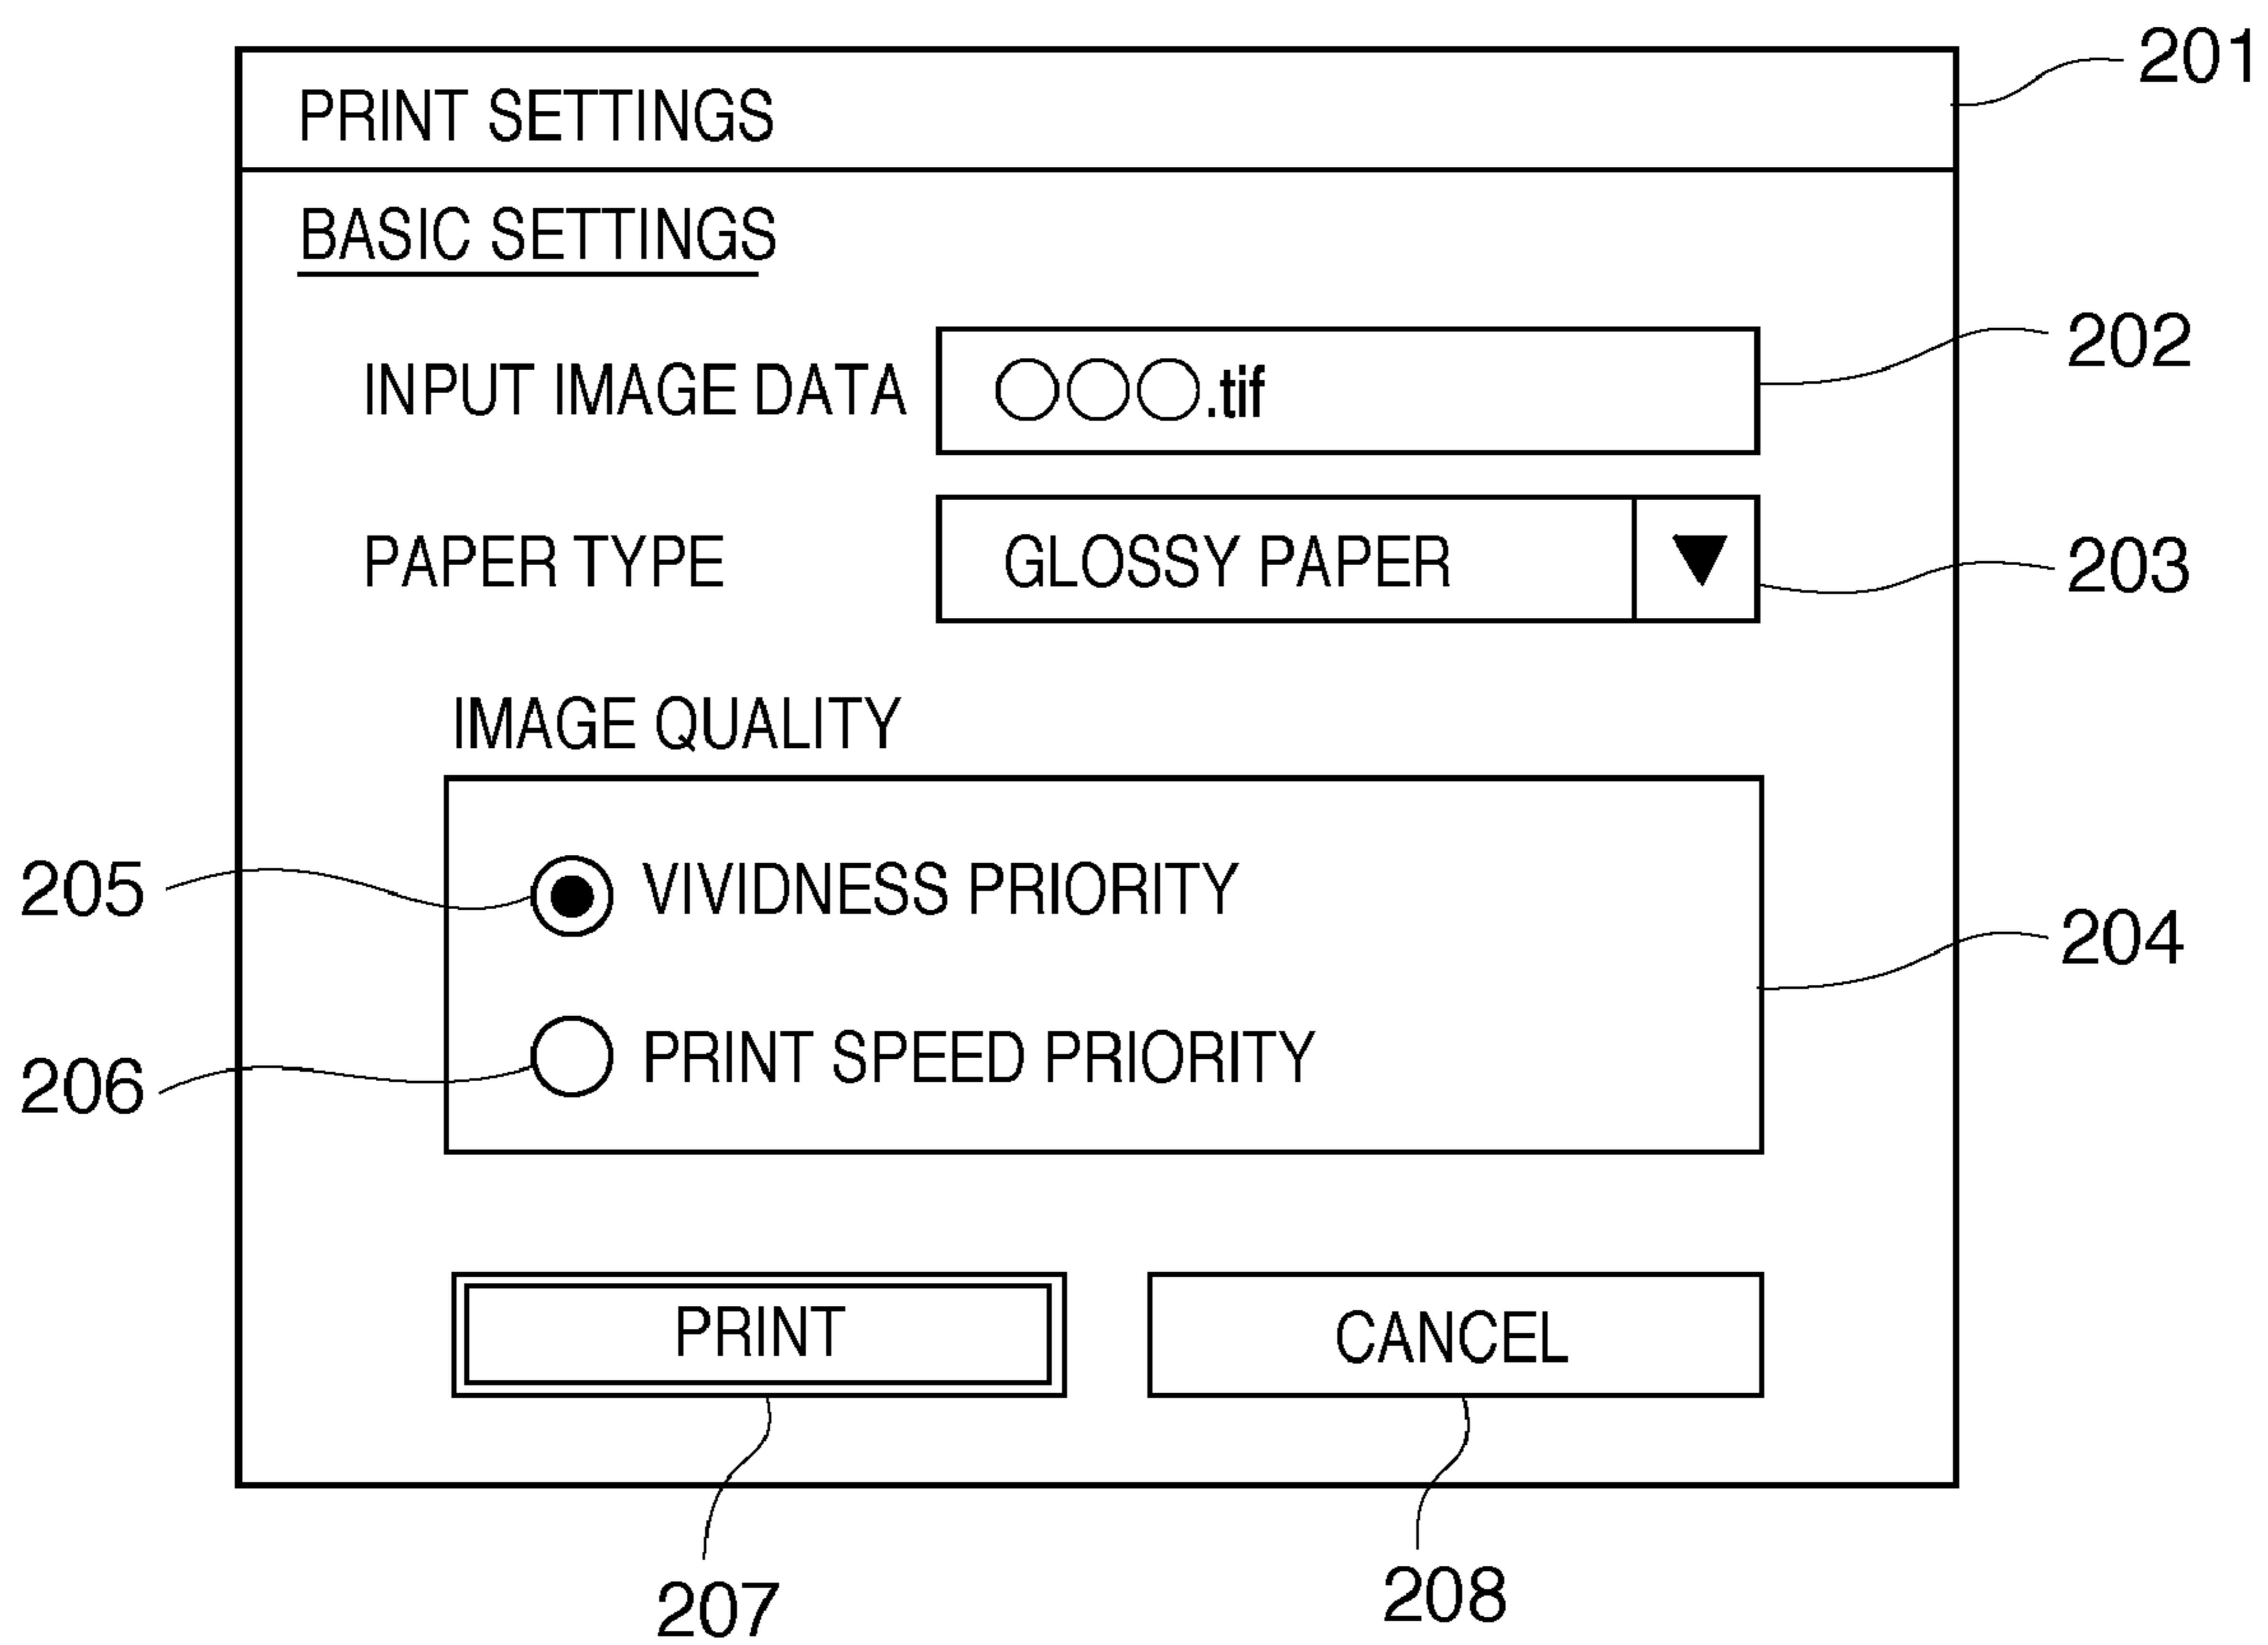 PRINT SETTINGS 201
BASIC SETTINGS
INPUT IMAGE DATA ○○○.tif 202
PAPER TYPE GLOSSY PAPER ▼ 203
IMAGE QUALITY
205 VIVIDNESS PRIORITY
204
206 PRINT SPEED PRIORITY
PRINT CANCEL
207 208